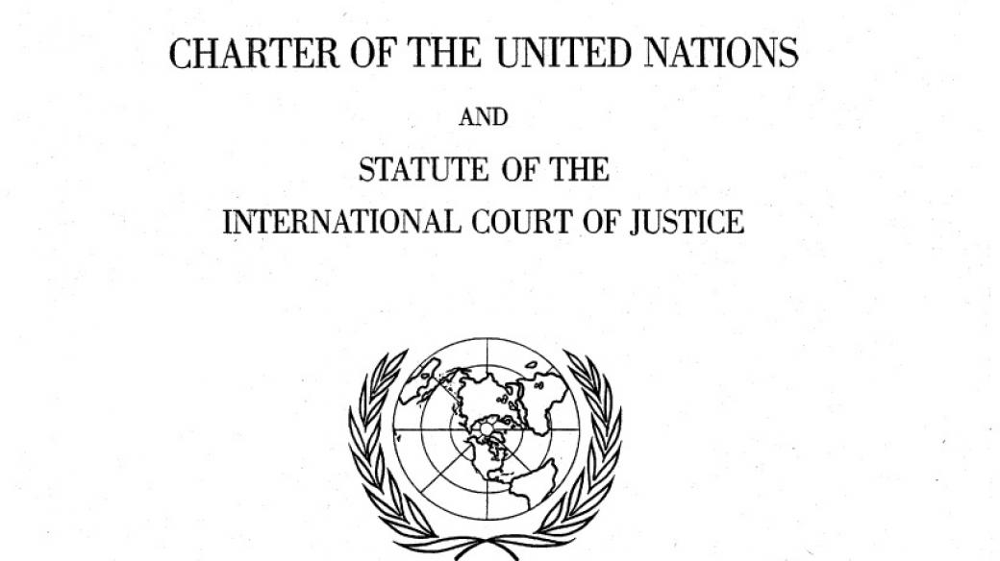 CHARTER OF THE UNITED NATIONS
AND
STATUTE OF THE
INTERNATIONAL COURT OF JUSTICE